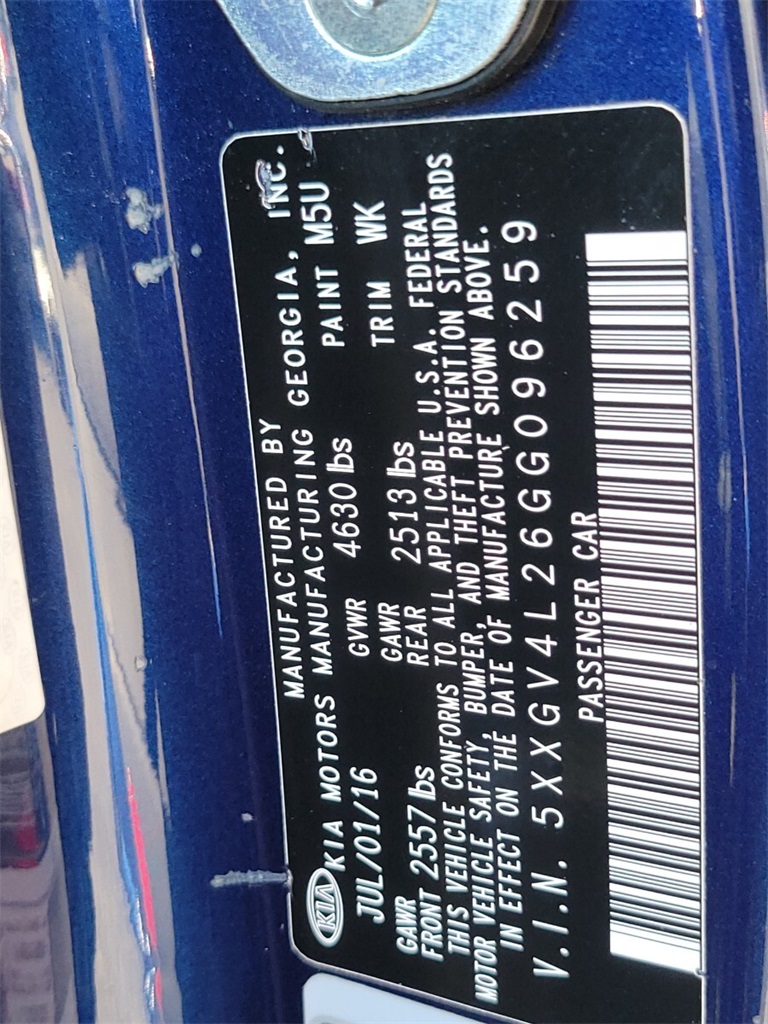 MANUFACTURED BY
KIA KIA MOTORS MANUFACTURING GEORGIA, INC.
JUL/01/16 GVWR 4630 lbs PAINT M5U
GAWR FRONT 2557 lbs GAWR REAR 2513 lbs TRIM WK
THIS VEHICLE CONFORMS TO ALL APPLICABLE U.S.A. FEDERAL
MOTOR VEHICLE SAFETY, BUMPER, AND THEFT PREVENTION STANDARDS
IN EFFECT ON THE DATE OF MANUFACTURE SHOWN ABOVE.
V.I.N. 5XXGV4L26GG096259
PASSENGER CAR